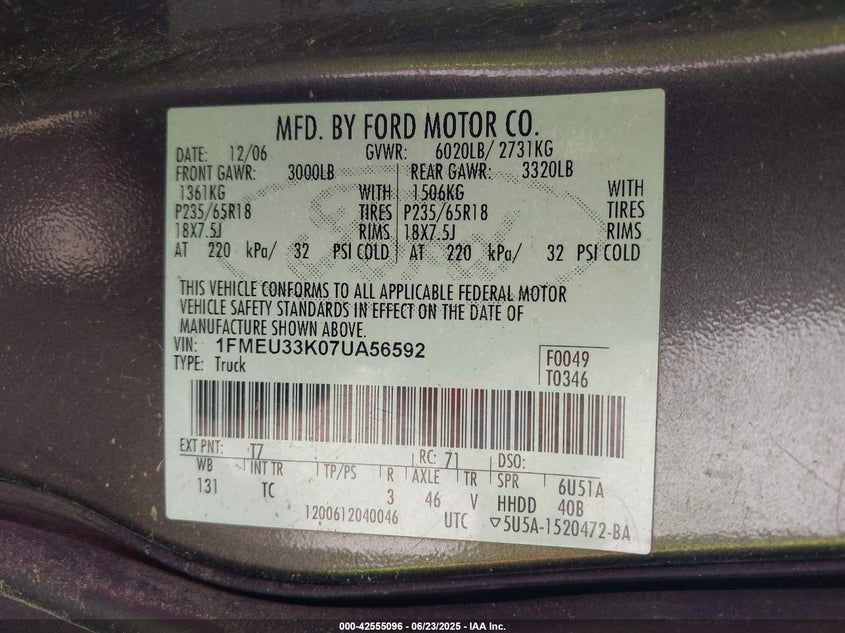 MFD. BY FORD MOTOR CO.
DATE: 12/06 GVWR: 6020LB/ 2731KG
FRONT GAWR: 3000LB REAR GAWR: 3320LB
1361KG WITH 1506KG WITH
P235/65R18 TIRES P235/65R18 TIRES
18X7.5J RIMS 18X7.5J RIMS
AT 220 kPa/ 32 PSI COLD AT 220 kPa/ 32 PSI COLD
THIS VEHICLE CONFORMS TO ALL APPLICABLE FEDERAL MOTOR
VEHICLE SAFETY STANDARDS IN EFFECT ON THE DATE OF
MANUFACTURE SHOWN ABOVE.
VIN: 1FMEU33K07UA56592 F0049
TYPE: Truck T0346
EXT PNT: T7 RC: 71 DSO:
WB INT TR TP/PS R AXLE TR SPR 6U51A
131 TC 3 46 V HHDD 40B
1200612040046 UTC ▽5U5A-1520472-BA
000-42555096 - 06/23/2025 - IAA Inc.